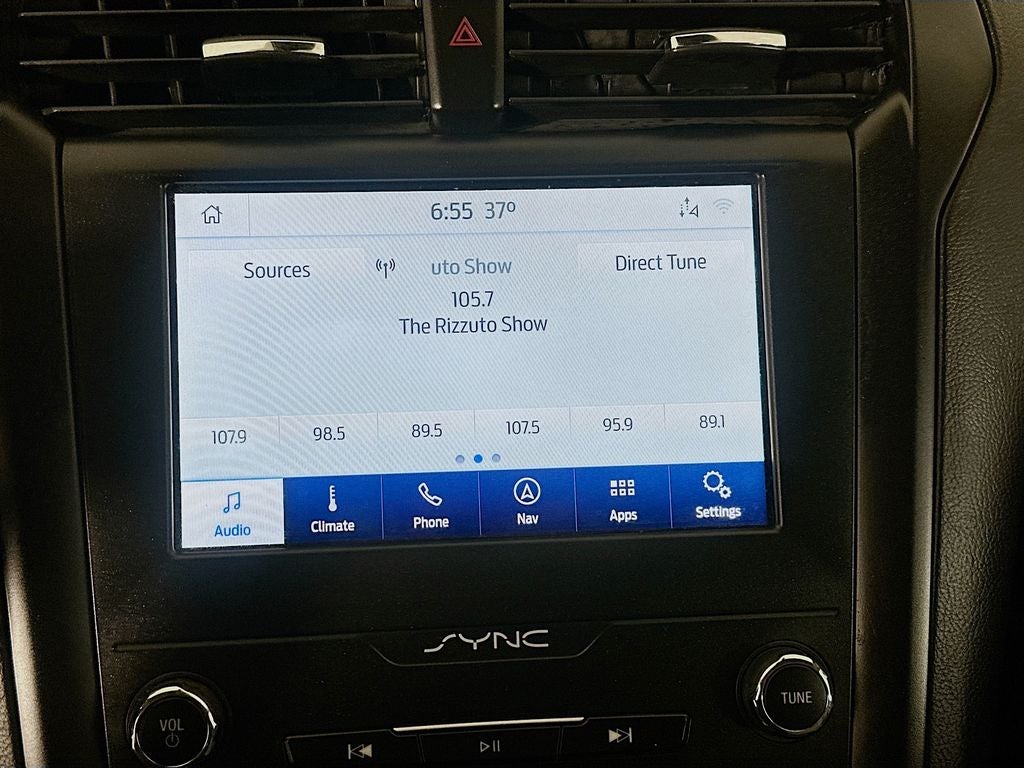 6:55 37º
Sources
uto Show
Direct Tune
105.7
The Rizzuto Show
107.9 98.5 89.5 107.5 95.9 89.1
Audio Climate Phone Nav Apps Settings
SYNC
VOL
TUNE